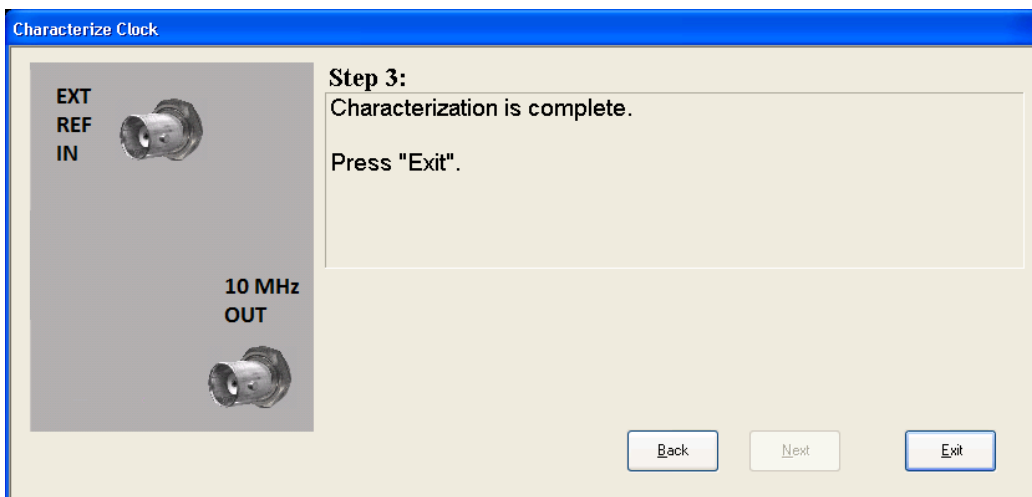 Characterize Clock
EXT
REF
IN
10 MHz
OUT
Step 3:
Characterization is complete.
Press "Exit".
Back
Next
Exit